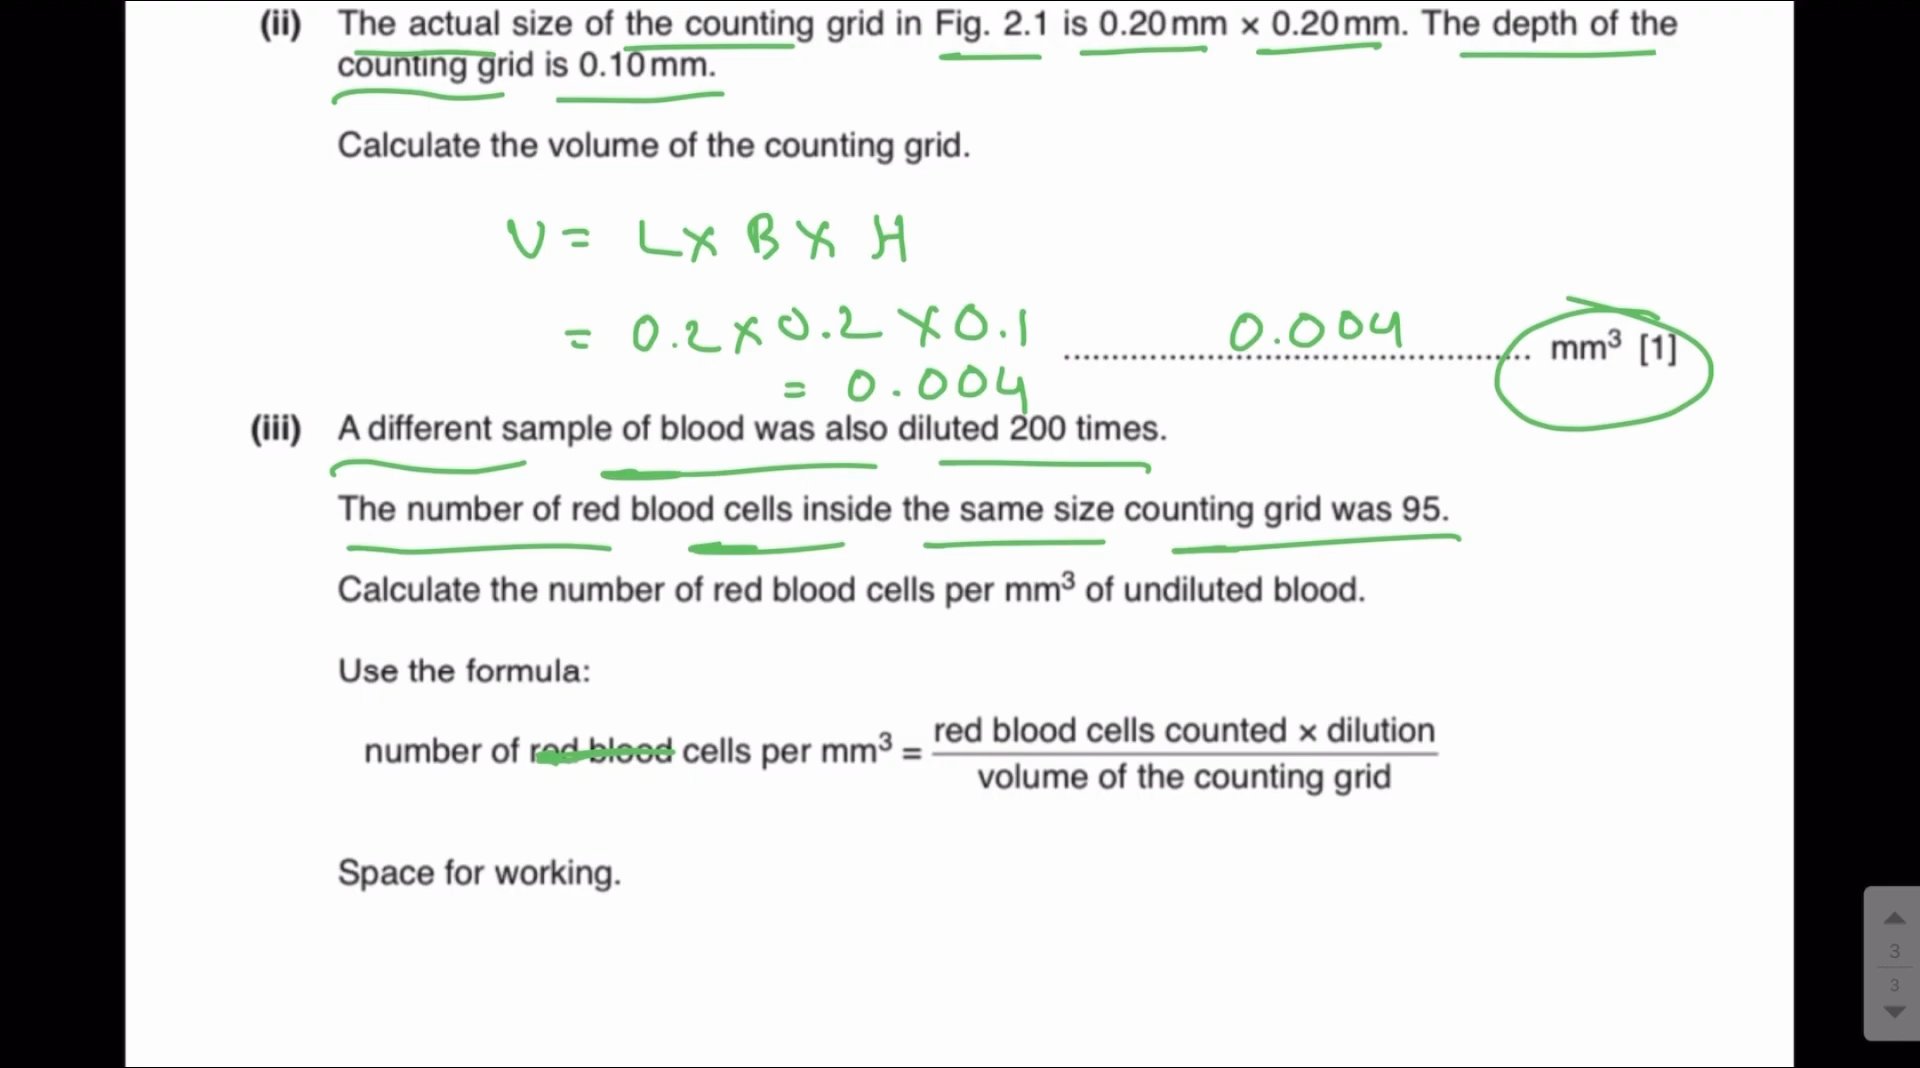 (ii) The actual size of the counting grid in Fig. 2.1 is 0.20 mm × 0.20 mm. The depth of the
counting grid is 0.10 mm.
Calculate the volume of the counting grid.
V = L × B × H
= 0.2 × 0.2 × 0.1
0.004 mm³ [1]
= 0.004
(iii) A different sample of blood was also diluted 200 times.
The number of red blood cells inside the same size counting grid was 95.
Calculate the number of red blood cells per mm³ of undiluted blood.
Use the formula:
number of red blood cells per mm³ = red blood cells counted × dilution
volume of the counting grid
Space for working.
3
3